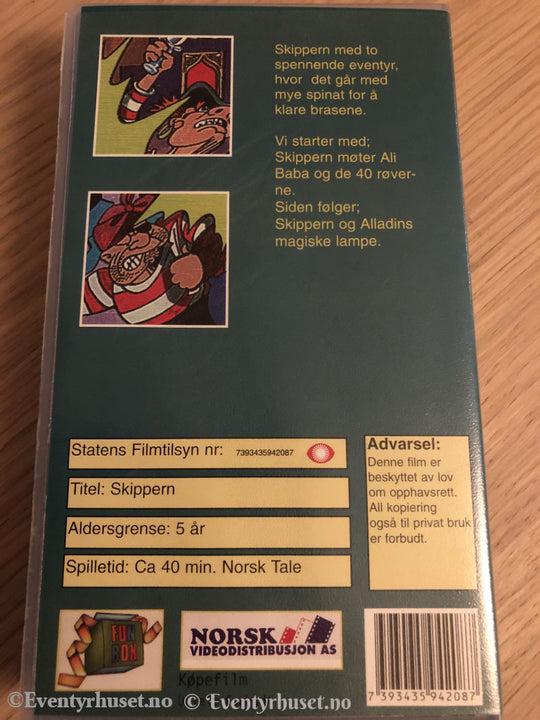 Skippern med to
spennende eventyr,
hvor det går med
mye spinat for å
klare brasene.
Vi starter med;
Skippern møter Ali
Baba og de 40 røver-
ne.
Siden følger;
Skippern og Alladins
magiske lampe.
Statens Filmtilsyn nr: 7393435942087
Titel: Skippern
Aldersgrense: 5 år
Spilletid: Ca 40 min. Norsk Tale
Advarsel:
Denne film er
beskyttet av lov
om opphavsrett.
All kopiering
også til privat bruk
er forbudt.
FUN
BOX
NORSK
VIDEODISTRIBUSJON AS
Købefilm
7 393435 942087
©Eventyrhuset.no
©Eventyrhuset.no